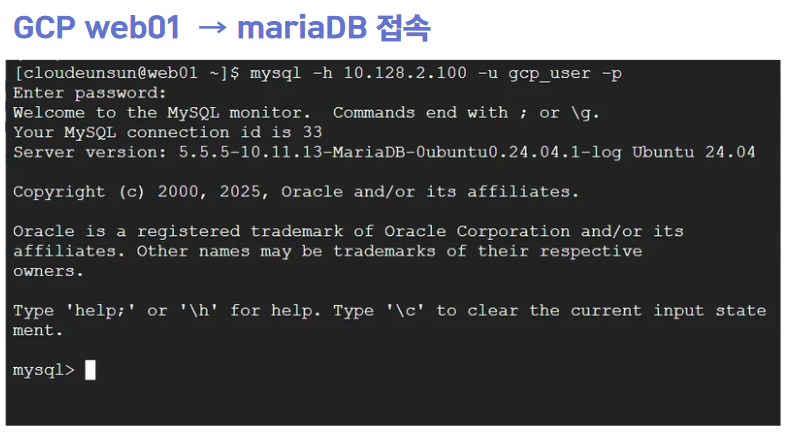 GCP web01 → mariaDB 접속
[cloudeunsun@web01 ~]$ mysql -h 10.128.2.100 -u gcp_user -p
Enter password:
Welcome to the MySQL monitor.  Commands end with ; or \g.
Your MySQL connection id is 33
Server version: 5.5.5-10.11.13-MariaDB-0ubuntu0.24.04.1-log Ubuntu 24.04
Copyright (c) 2000, 2025, Oracle and/or its affiliates.
Oracle is a registered trademark of Oracle Corporation and/or its
affiliates. Other names may be trademarks of their respective
owners.
Type 'help;' or '\h' for help. Type '\c' to clear the current input state
ment.
mysql>